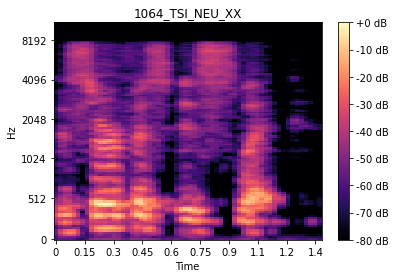 1064_TSI_NEU_XX
8192
4096
2048
1024
512
0
Hz
0 0.15 0.3 0.45 0.6 0.75 0.9 1.1 1.2 1.4
Time
+0 dB
-10 dB
-20 dB
-30 dB
-40 dB
-50 dB
-60 dB
-70 dB
-80 dB